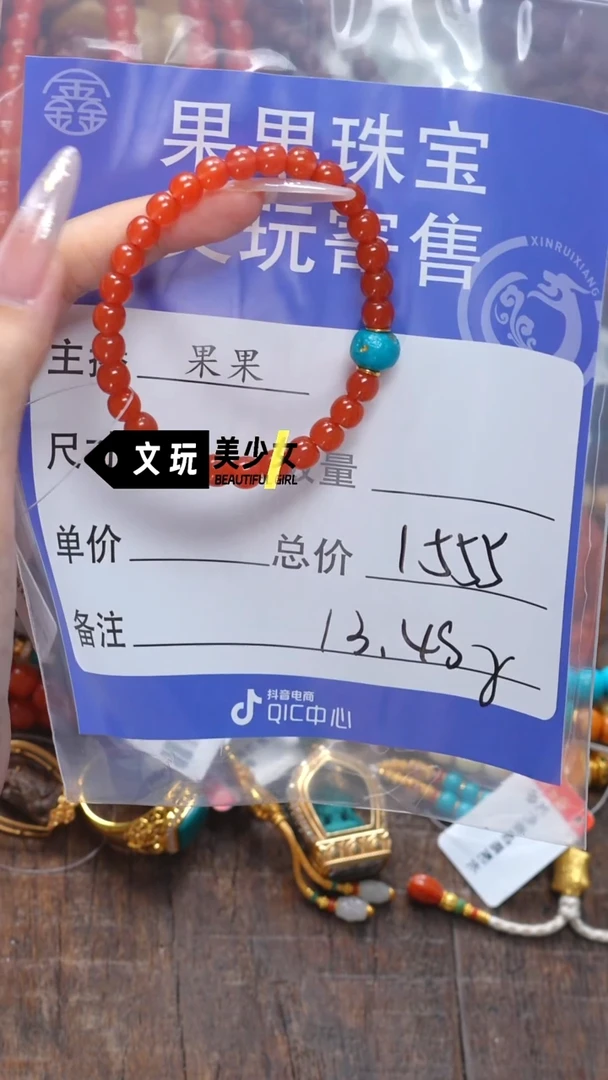 鑫
果果珠宝
文玩寄售
XINRUIXIANG
主播 果果
尺寸
数量
文玩
美少女
BEAUTIFUL GIRL
单价
总价 1555
备注 13.45g
抖音电商
QIC中心